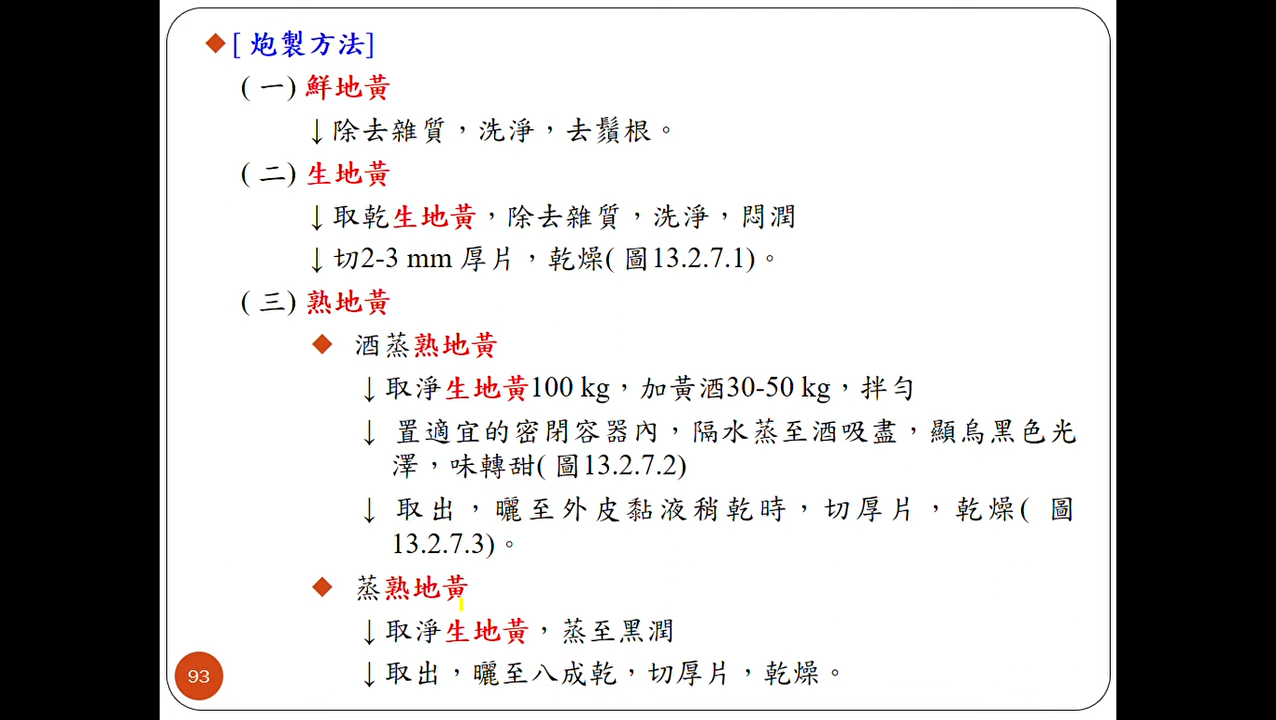 [ 炮製方法]
( 一) 鮮地黃
↓除去雜質，洗淨，去鬚根。
( 二) 生地黃
↓取乾生地黃，除去雜質，洗淨，悶潤
↓切2-3 mm 厚片，乾燥( 圖13.2.7.1)。
( 三) 熟地黃
酒蒸熟地黃
↓取淨生地黃100 kg，加黃酒30-50 kg，拌勻
↓ 置適宜的密閉容器內，隔水蒸至酒吸盡，顯烏黑色光
澤，味轉甜( 圖13.2.7.2)
↓ 取出，曬至外皮黏液稍乾時，切厚片，乾燥( 圖
13.2.7.3)。
蒸熟地黃
↓取淨生地黃，蒸至黑潤
↓取出，曬至八成乾，切厚片，乾燥。
93